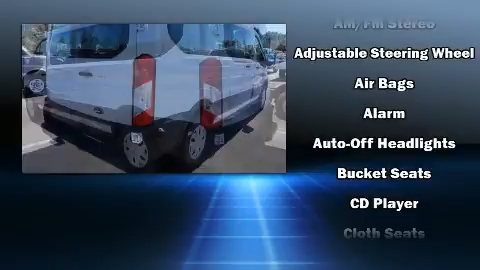 AM/FM Stereo
Adjustable Steering Wheel
Air Bags
Alarm
Auto-Off Headlights
Bucket Seats
CD Player
Cloth Seats